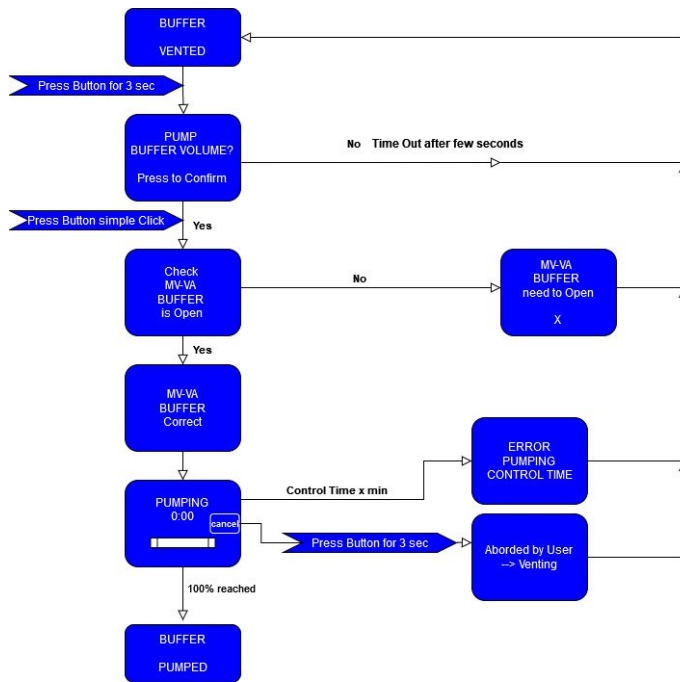 BUFFER
VENTED
Press Button for 3 sec
PUMP
BUFFER VOLUME?
Press to Confirm
No Time Out after few seconds
Press Button simple Click
Yes
Check
MV-VA
BUFFER
is Open
No
MV-VA
BUFFER
need to Open
X
Yes
MV-VA
BUFFER
Correct
ERROR
PUMPING
CONTROL TIME
Control Time x min
PUMPING
0:00
cancel
Press Button for 3 sec
Aborded by User
--> Venting
100% reached
BUFFER
PUMPED